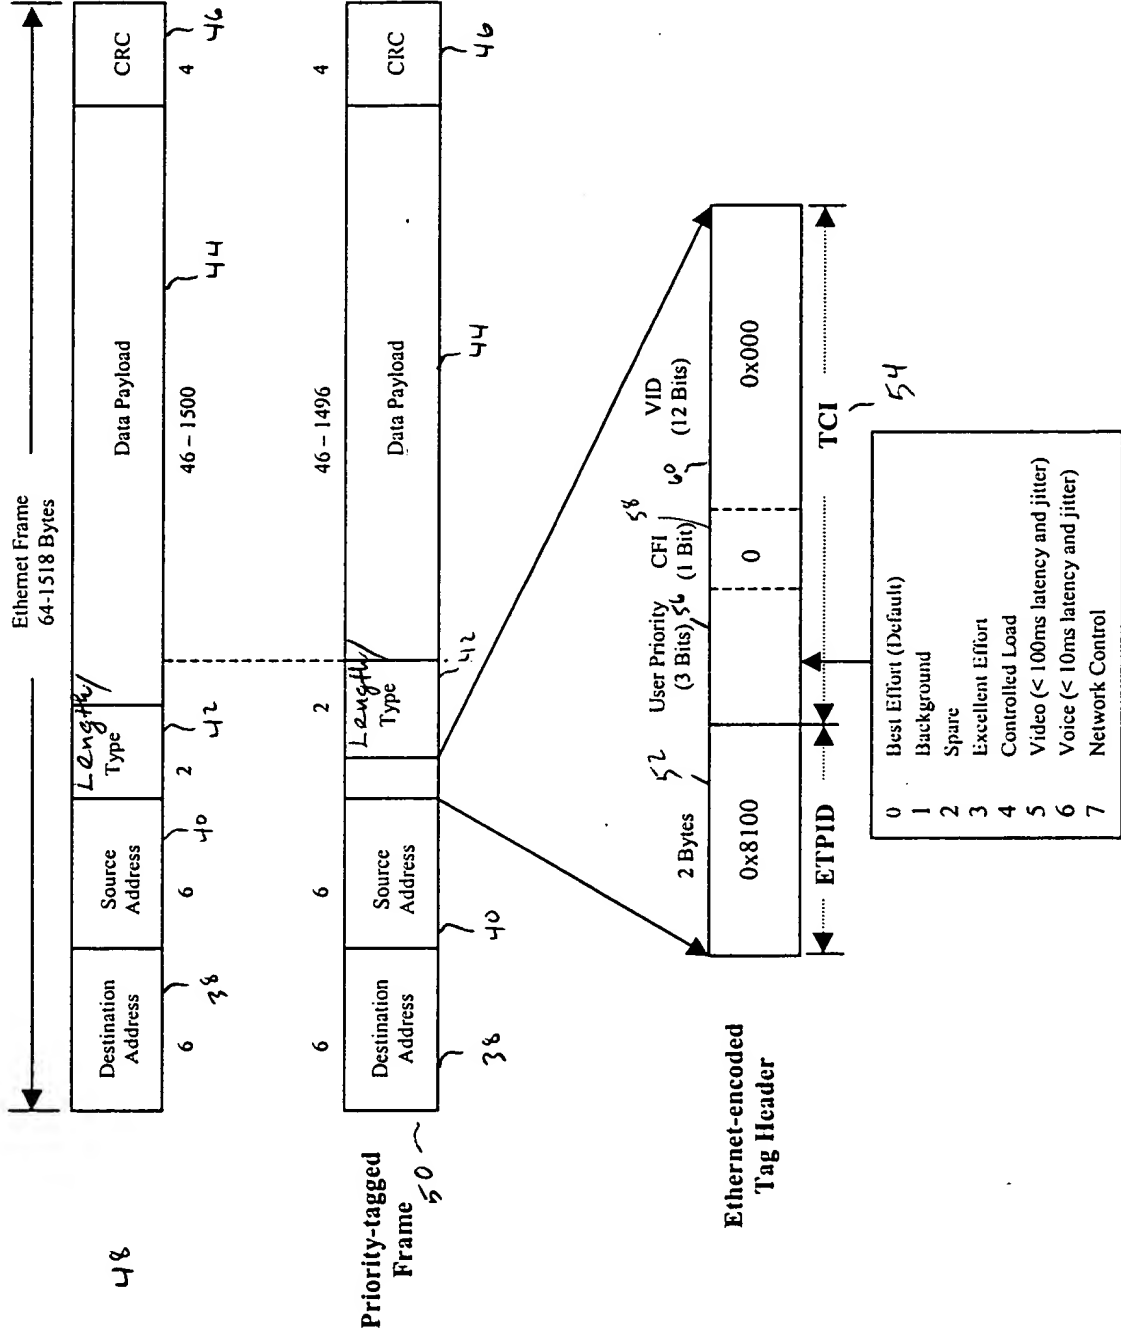 Ethernet Frame
64-1518 Bytes
48
Destination
Address
Source
Address
Length/
Type
Data Payload
CRC
6
6
2
46 – 1500
4
38
40
42
44
46
6
6
2
46 – 1496
4
Priority-tagged
Frame
50
Destination
Address
Source
Address
Length/
Type
Data Payload
CRC
38
40
42
44
46
Ethernet-encoded
Tag Header
2 Bytes
52
User Priority
(3 Bits) 56
CFI
(1 Bit)
58
VID
(12 Bits)
60
0x8100
0
0x000
ETPID
TCI
54
0 Best Effort (Default)
1 Background
2 Spare
3 Excellent Effort
4 Controlled Load
5 Video (< 100ms latency and jitter)
6 Voice (< 10ms latency and jitter)
7 Network Control